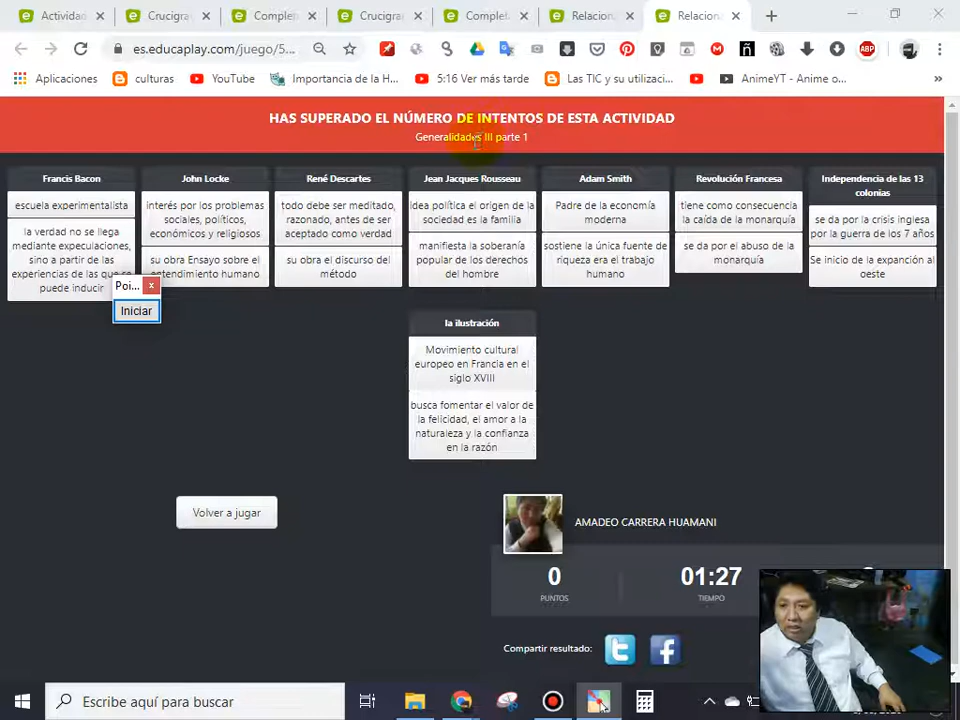 Actividad
Crucigra
Complet
Crucigrar
Complet
Relacion
Relacion
es.educaplay.com/juego/5...
ABP
Aplicaciones
culturas
YouTube
Importancia de la H...
5:16 Ver más tarde
Las TIC y su utilizaci...
AnimeYT - Anime o...
HAS SUPERADO EL NÚMERO DE INTENTOS DE ESTA ACTIVIDAD
Generalidades III parte 1
Francis Bacon
escuela experimentalista
la verdad no se llega
mediante expeculaciones,
sino a partir de las
experiencias de las que se
puede inducir
John Locke
interés por los problemas
sociales, políticos,
económicos y religiosos
su obra Ensayo sobre el
entendimiento humano
René Descartes
todo debe ser meditado,
razonado, antes de ser
aceptado como verdad
su obra el discurso del
método
Jean Jacques Rousseau
idea política el origen de la
sociedad es la familia
manifiesta la soberanía
popular de los derechos
del hombre
Adam Smith
Padre de la economía
moderna
sostiene la única fuente de
riqueza era el trabajo
humano
Revolución Francesa
tiene como consecuencia
la caída de la monarquía
se da por el abuso de la
monarquía
Independencia de las 13
colonias
se da por la crisis inglesa
por la guerra de los 7 años
Se inicio de la expanción al
oeste
Poi...
Iniciar
la ilustración
Movimiento cultural
europeo en Francia en el
siglo XVIII
busca fomentar el valor de
la felicidad, el amor a la
naturaleza y la confianza
en la razón
Volver a jugar
AMADEO CARRERA HUAMANI
0
PUNTOS
01:27
TIEMPO
Compartir resultado:
Escribe aquí para buscar